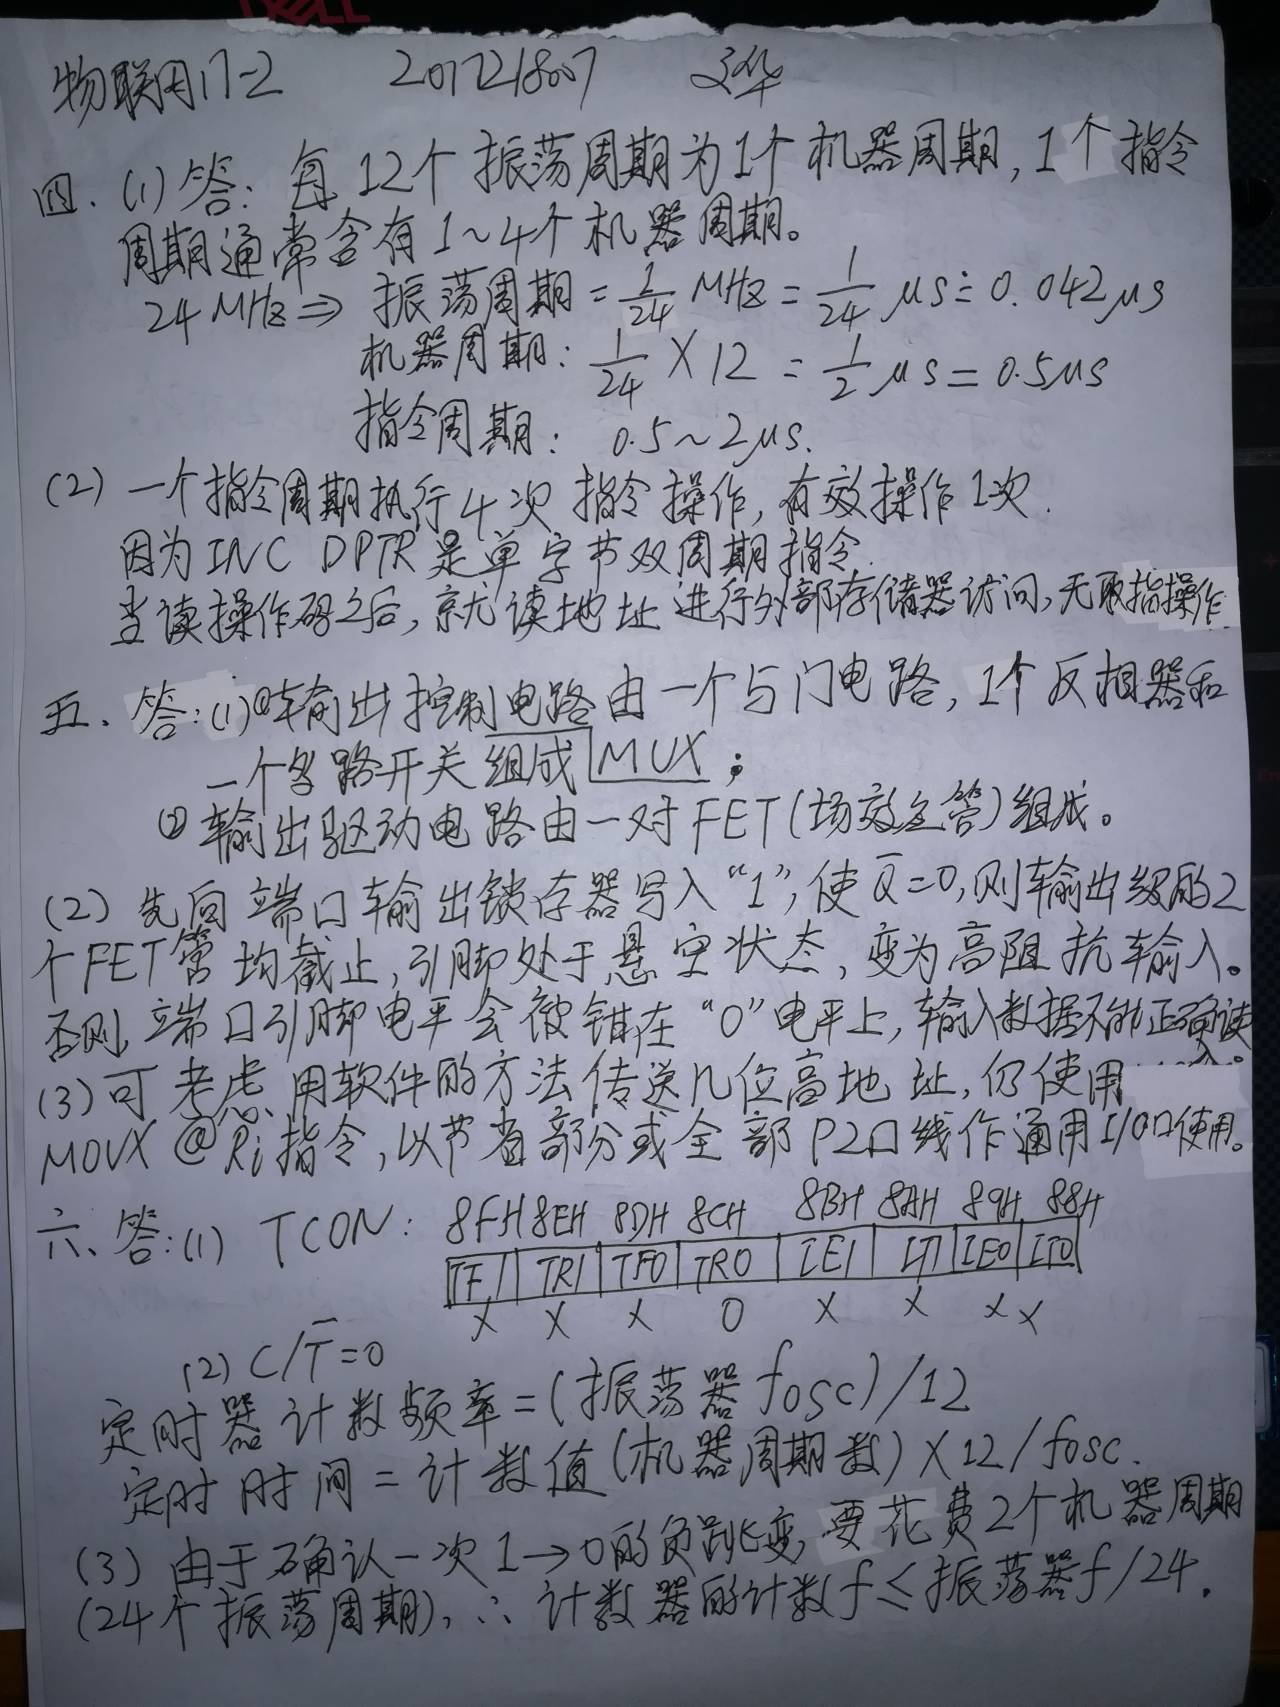 DELL
物联网17-2 201721807 文华
四、(1)答：每12个振荡周期为1个机器周期，1个指令
周期通常含有1~4个机器周期。
24MHz⇒ 振荡周期=1/24 MHz=1/24 μs≐0.042μs
机器周期：1/24×12=1/2μs=0.5μs
指令周期：0.5~2μs.
(2) 一个指令周期执行4次指令操作，有效操作1次.
因为INC DPTR是单字节双周期指令.
当读操作码之后，就读地址进行外部存储器访问，无取指操作.
五、答：(1)①输出控制电路由一个与门电路，1个反相器和
一个多路开关组成MUX；
②输出驱动电路由一对FET(场效应管)组成。
(2) 先向端口输出锁存器写入“1”，使Q̅=0，则输出级的2
个FET管均截止，引脚处于悬空状态，变为高阻抗输入。
否则，端口引脚电平会被钳在“0”电平上，输入数据不能正确读
入。
(3)可考虑用软件的方法传送几位高地址，仍使用
MOVX @Ri指令，以节省部分或全部P2口线作通用I/O口使用。
六、答：(1) TCON： 8FH 8EH 8DH 8CH 8BH 8AH 89H 88H
TF1 TR1 TF0 TR0 IE1 IT1 IE0 IT0
× × × 0 × × × ×
(2) C/T̅=0
定时器计数频率=(振荡器fosc)/12
定时时间=计数值(机器周期数)×12/fosc.
(3) 由于确认一次1→0的负跳变，要花费2个机器周期
(24个振荡周期)，∴计数器的计数f≤振荡器f/24.